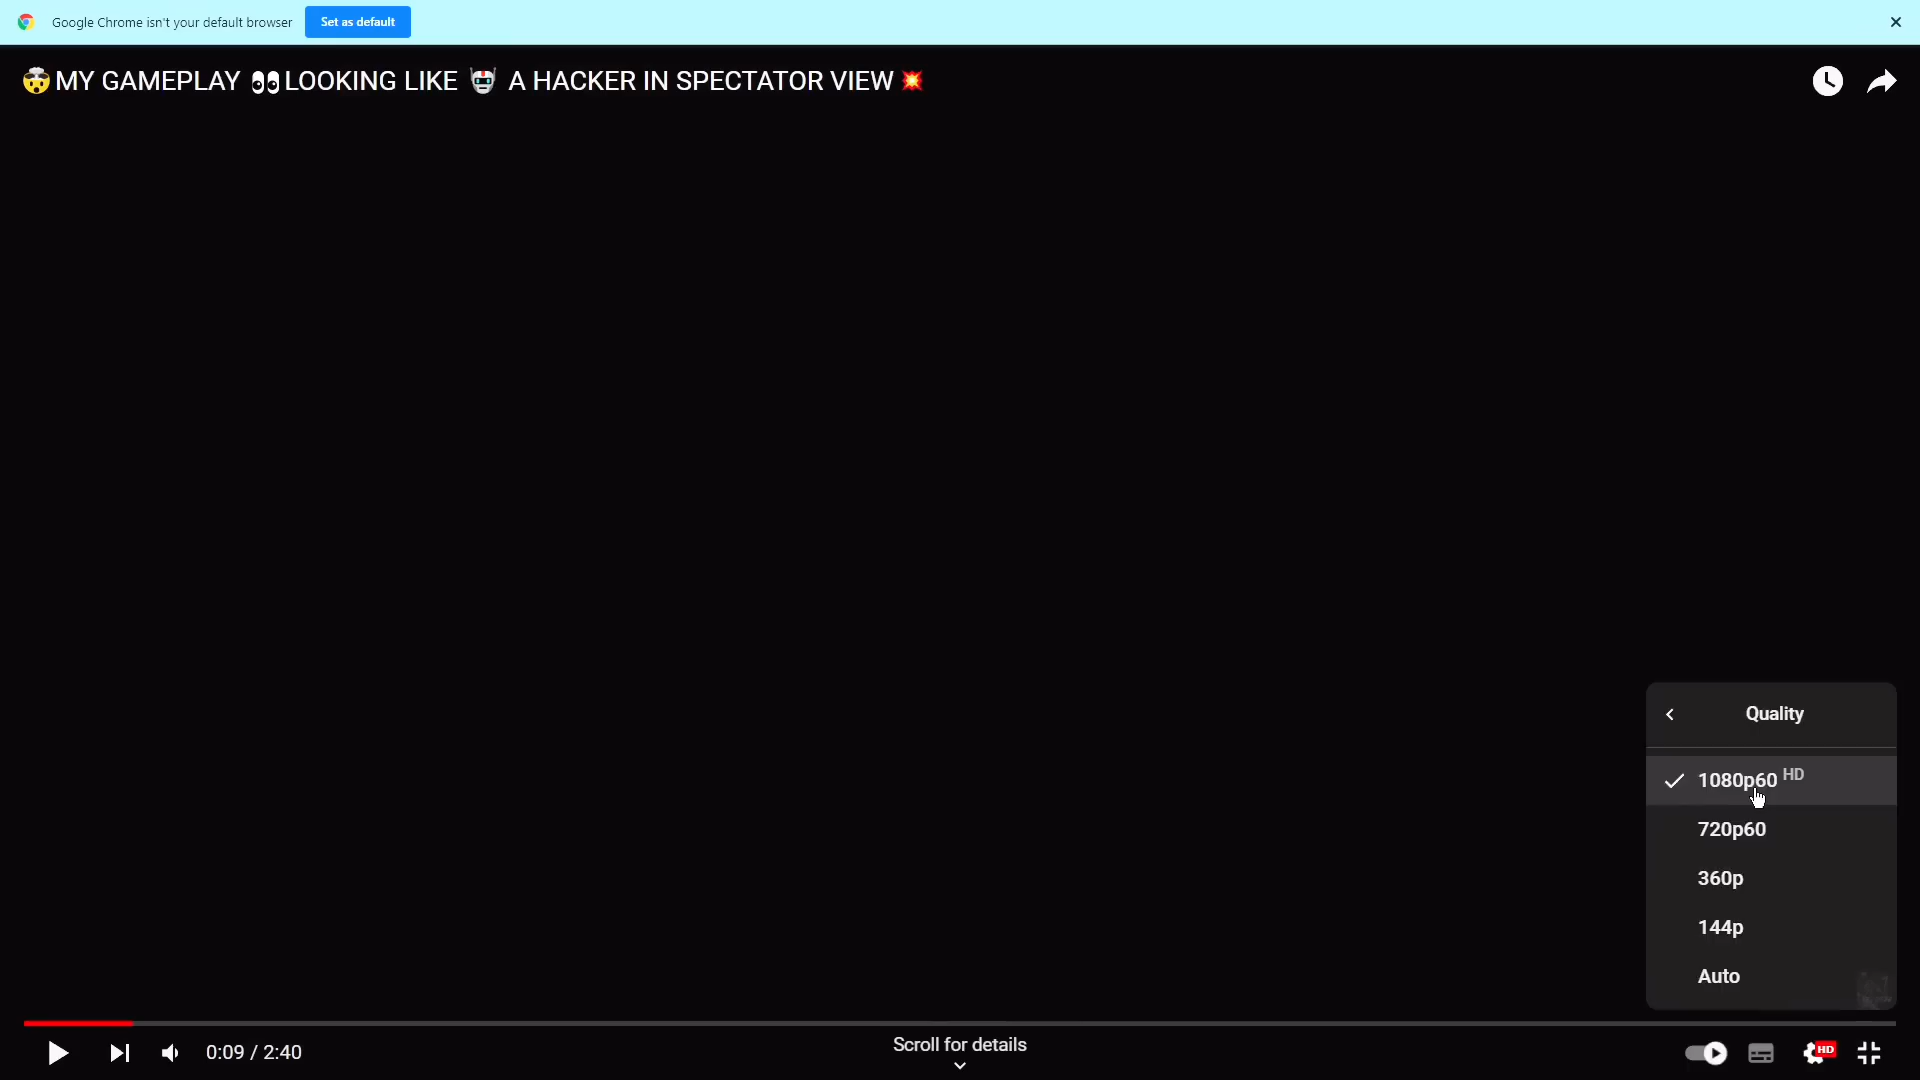 Google Chrome isn't your default browser
Set as default
🤯MY GAMEPLAY 👀LOOKING LIKE 🤖 A HACKER IN SPECTATOR VIEW💥
Quality
1080p60 HD
720p60
360p
144p
Auto
Scroll for details
0:09 / 2:40
HD